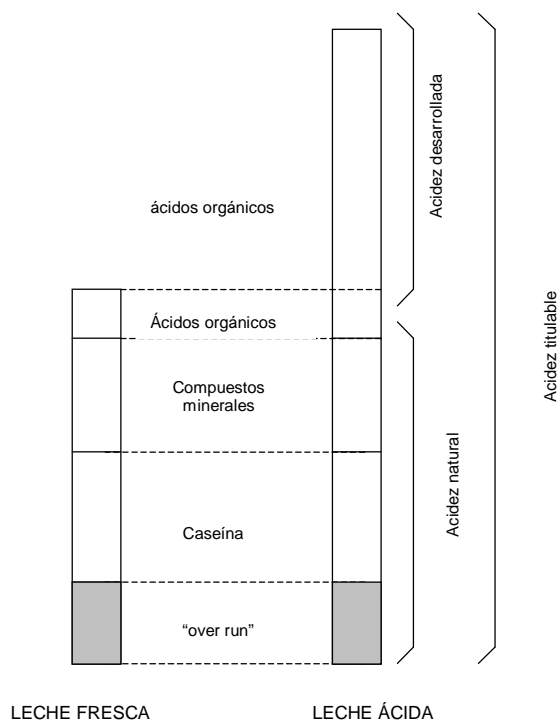 ácidos orgánicos
Ácidos orgánicos
Compuestos
minerales
Caseína
“over run”
Acidez desarrollada
Acidez natural
Acidez titulable
LECHE FRESCA
LECHE ÁCIDA